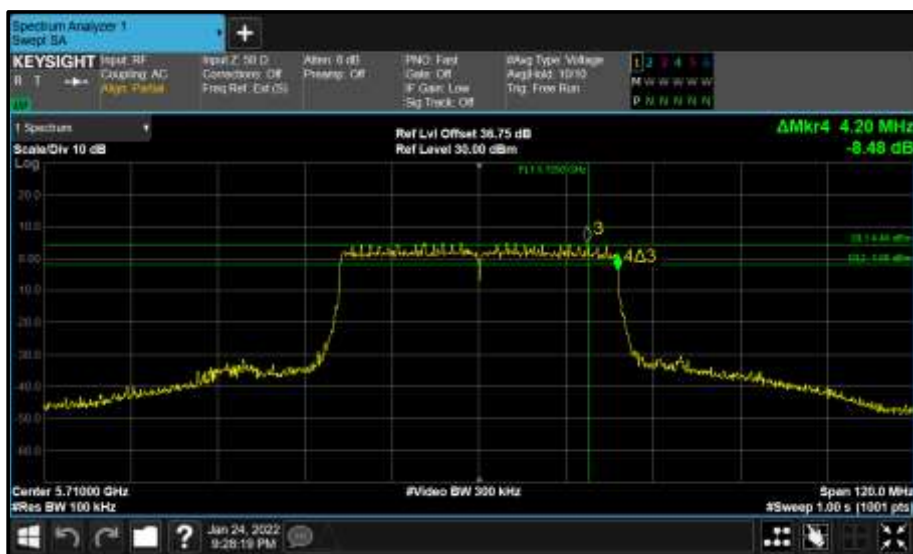 Spectrum Analyzer 1
Swept SA
+
KEYSIGHT
R T
Input: RF
Coupling: AC
Align: Partial
Input Z: 50 Ω
Corrections: Off
Freq Ref: Ext (S)
Atten: 6 dB
Preamp: Off
PNO: Fast
Gate: Off
IF Gain: Low
Sig Track: Off
#Avg Type: Voltage
Avg|Hold: 10/10
Trig: Free Run
1 2 3 4 5 6
M W W W W W
P N N N N N
1 Spectrum
Scale/Div 10 dB
Ref Lvl Offset 36.75 dB
Ref Level 30.00 dBm
ΔMkr4 4.20 MHz
-8.48 dB
Log
20.0
10.0
0.00
-10.0
-20.0
-30.0
-40.0
-50.0
-60.0
3
4Δ3
Center 5.71000 GHz
#Res BW 100 kHz
#Video BW 300 kHz
Span 120.0 MHz
#Sweep 1.00 s (1001 pts)
?
Jan 24, 2022
9:28:19 PM